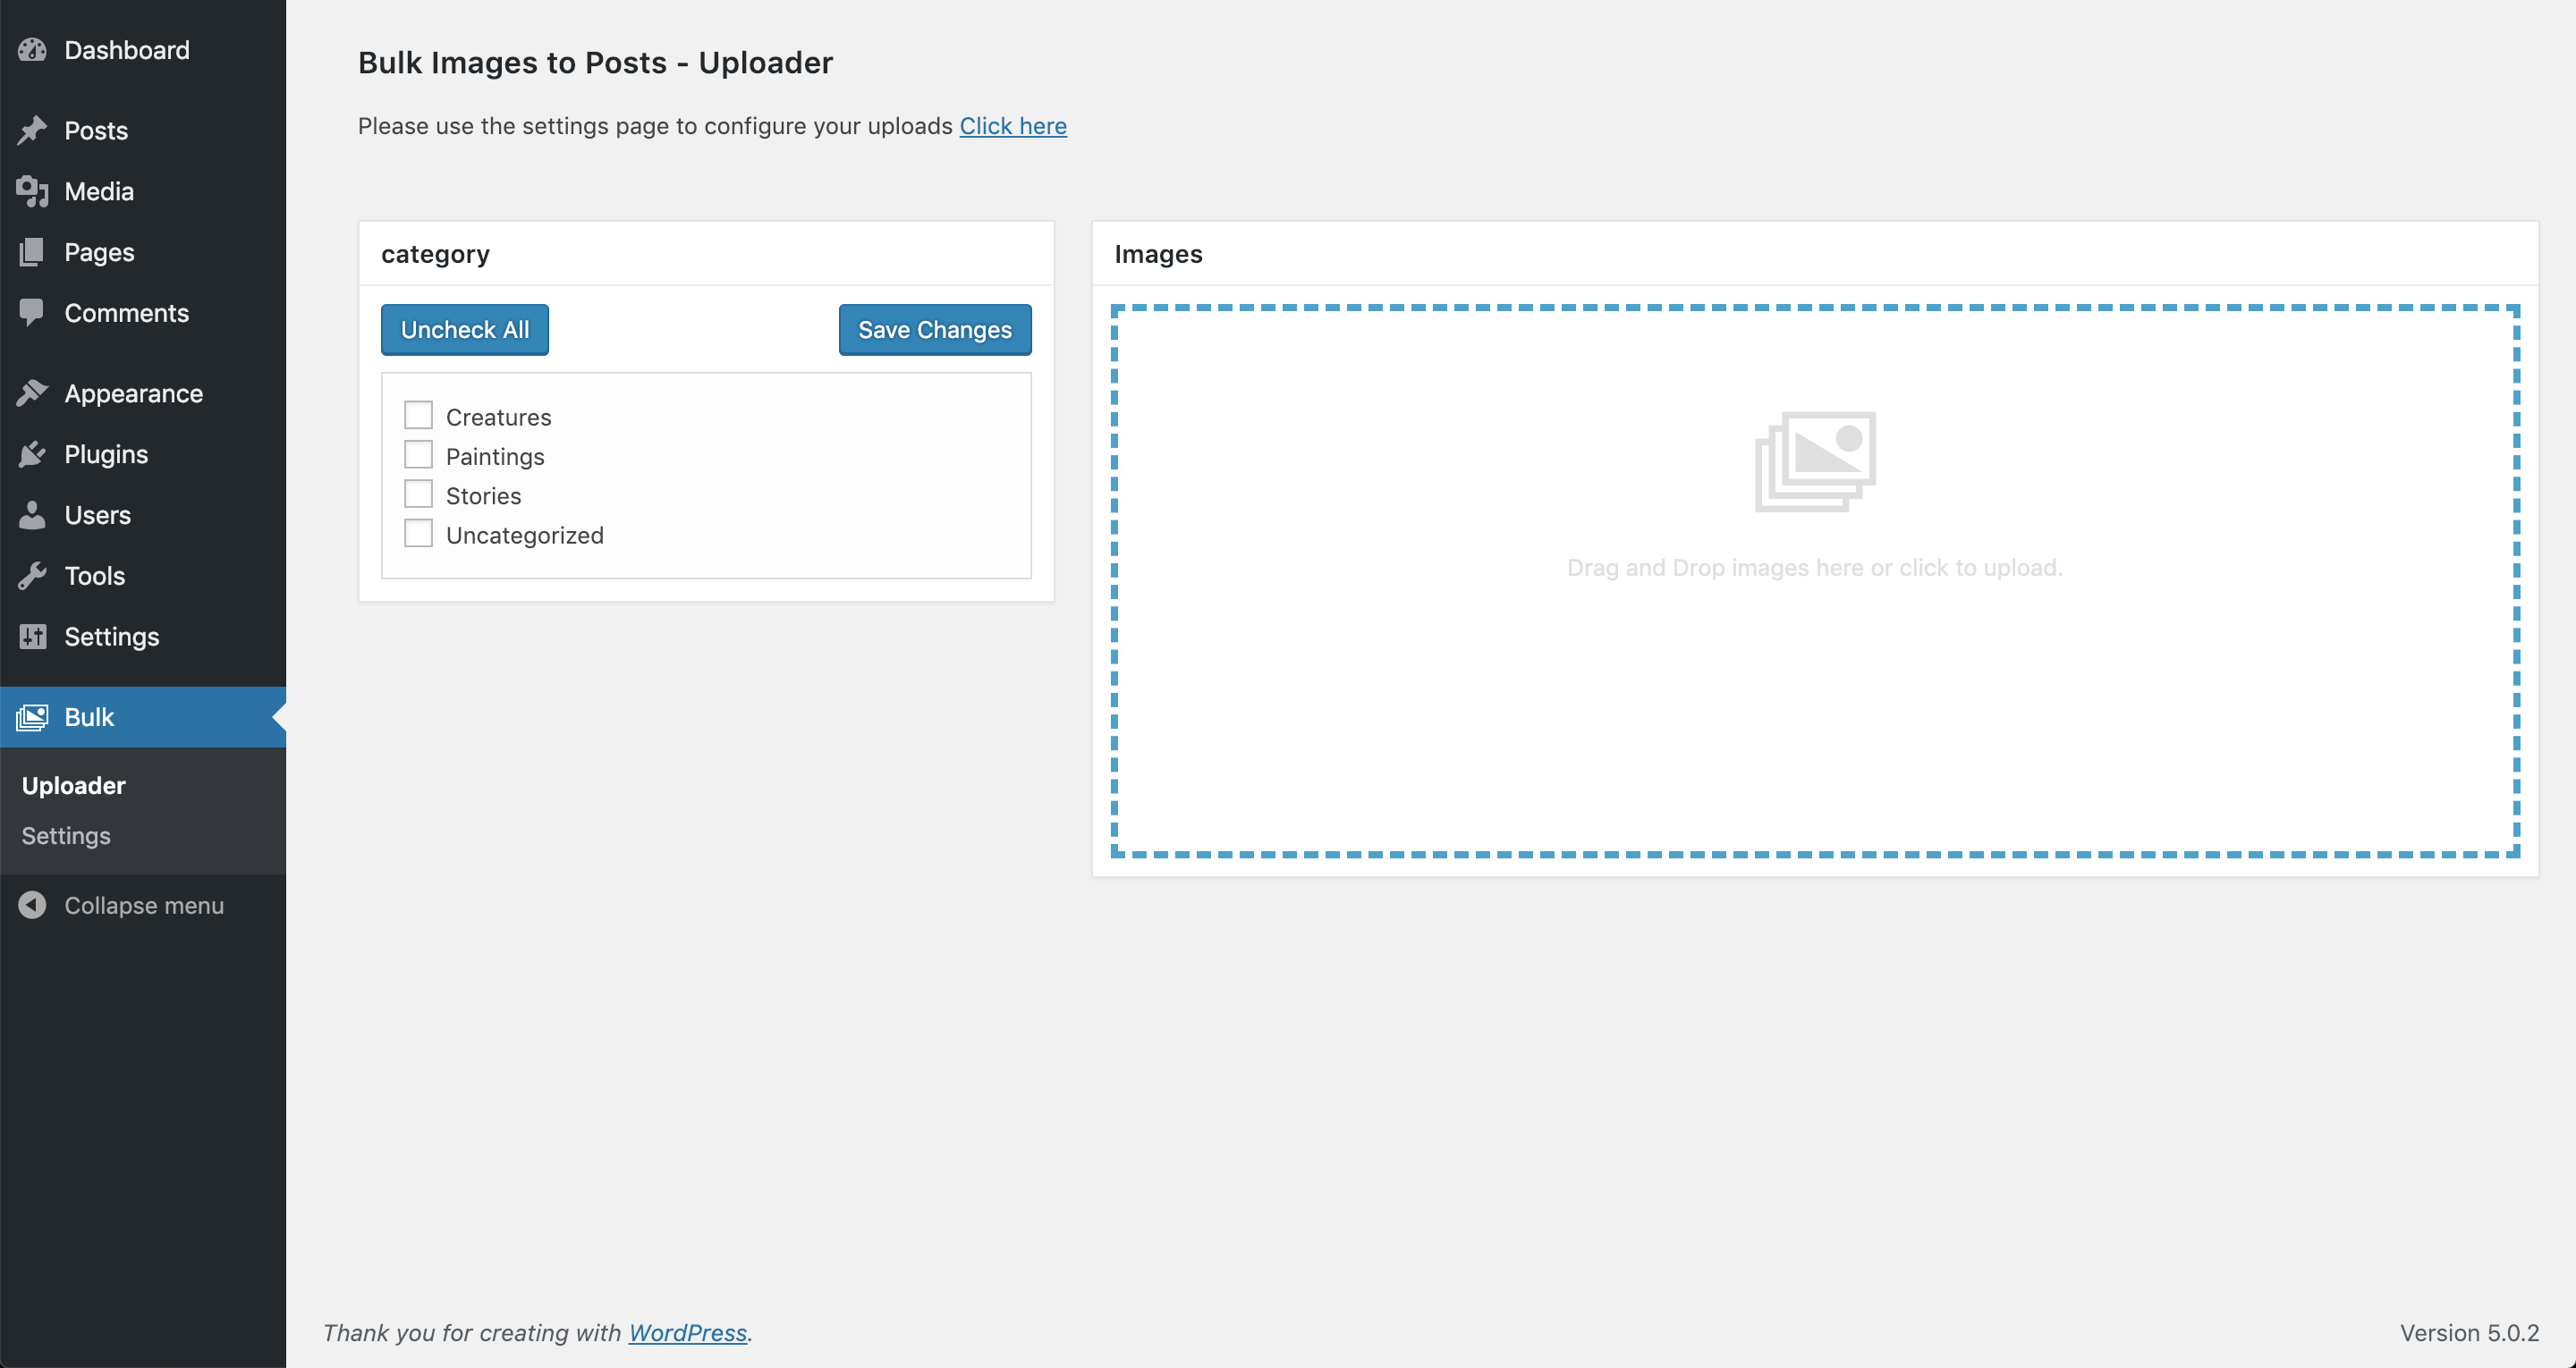 Dashboard
Posts
Media
Pages
Comments
Appearance
Plugins
Users
Tools
Settings
Bulk
Uploader
Settings
Collapse menu
Bulk Images to Posts - Uploader
Please use the settings page to configure your uploads Click here
category
Uncheck All
Save Changes
Creatures
Paintings
Stories
Uncategorized
Images
Drag and Drop images here or click to upload.
Thank you for creating with WordPress.
Version 5.0.2